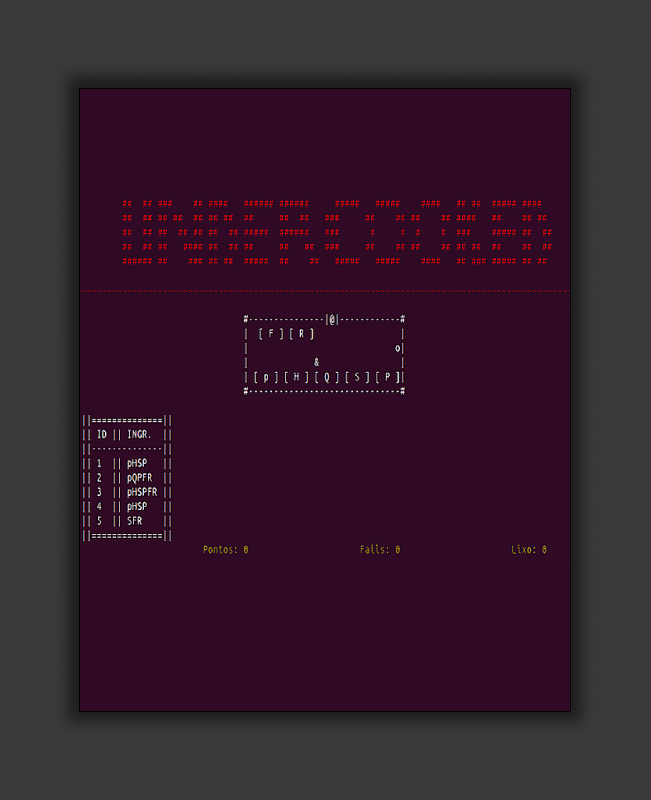 #---------------|@|------------#
| [ F ] [ R ] |
| o|
| & |
| [ p ] [ H ] [ Q ] [ S ] [ P ]|
#------------------------------#
||==============||
|| ID || INGR. ||
||--------------||
|| 1 || pHSP ||
|| 2 || pQPFR ||
|| 3 || pHSPFR ||
|| 4 || pHSP ||
|| 5 || SFR ||
||==============||
Pontos: 0 Fails: 0 Lixo: 0